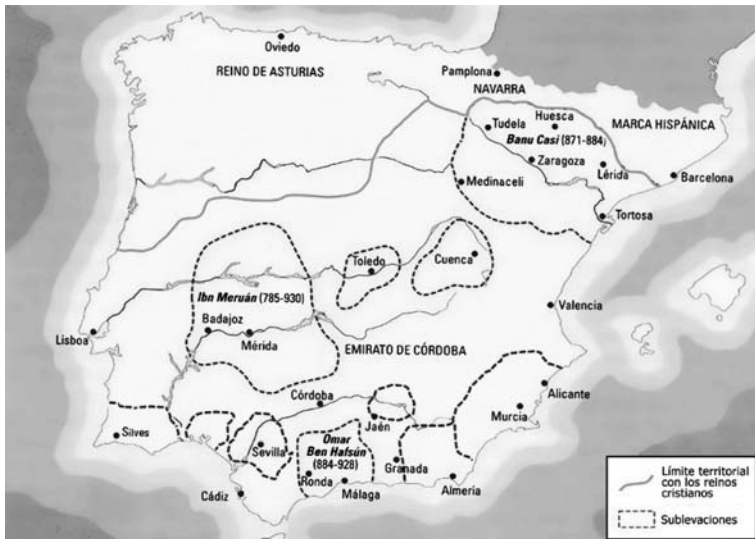 Oviedo
REINO DE ASTURIAS
Pamplona
NAVARRA
Huesca
MARCA HISPÁNICA
Tudela
Banu Casi (871-884)
Zaragoza
Lérida
Barcelona
Medinaceli
Tortosa
Toledo
Cuenca
Ibn Meruán (785-930)
Valencia
Badajoz
Lisboa
Mérida
EMIRATO DE CÓRDOBA
Alicante
Córdoba
Murcia
Jaén
Silves
Sevilla
Omar
Ben Hafsún
(884-928)
Granada
Ronda
Cádiz
Málaga
Almería
Límite territorial
con los reinos
cristianos
Sublevaciones